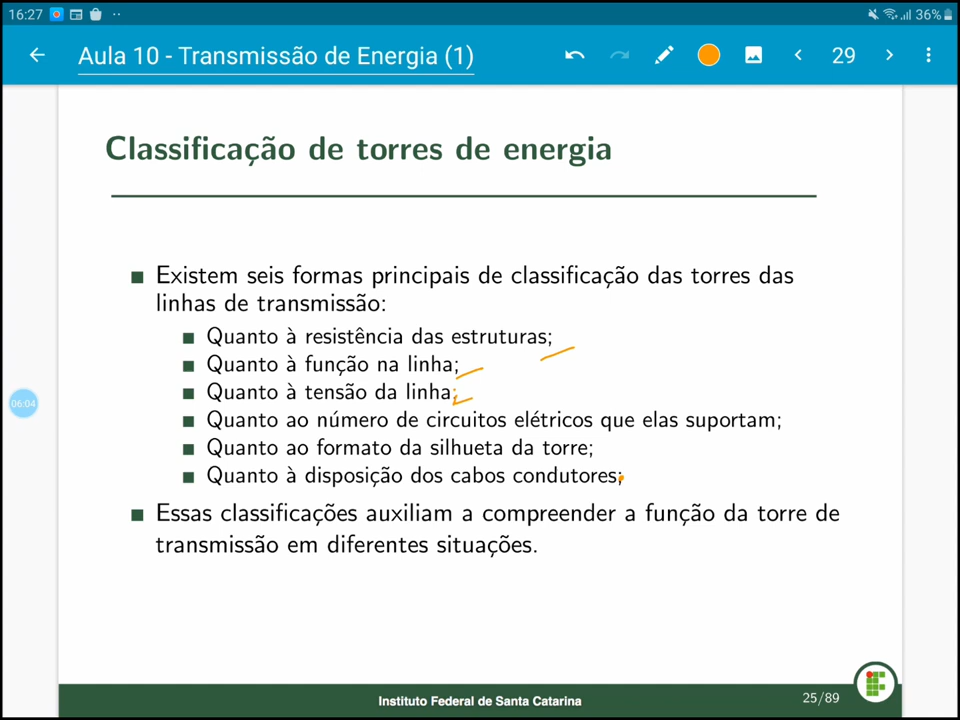 16:27
36%
Aula 10 - Transmissão de Energia (1)
29
Classificação de torres de energia
Existem seis formas principais de classificação das torres das
linhas de transmissão:
Quanto à resistência das estruturas;
Quanto à função na linha;
Quanto à tensão da linha;
06:04
Quanto ao número de circuitos elétricos que elas suportam;
Quanto ao formato da silhueta da torre;
Quanto à disposição dos cabos condutores;
Essas classificações auxiliam a compreender a função da torre de
transmissão em diferentes situações.
Instituto Federal de Santa Catarina
25/89